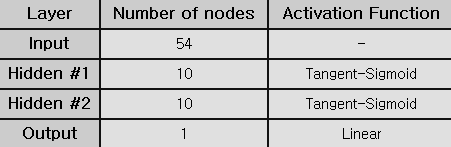 Layer Number of nodes Activation Function
Input 54 -
Hidden #1 10 Tangent-Sigmoid
Hidden #2 10 Tangent-Sigmoid
Output 1 Linear